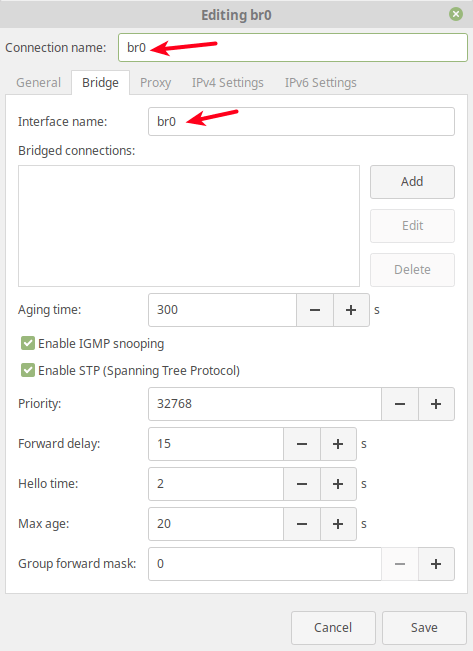 Editing br0
Connection name: br0
General Bridge Proxy IPv4 Settings IPv6 Settings
Interface name: br0
Bridged connections:
Add
Edit
Delete
Aging time: 300 s
Enable IGMP snooping
Enable STP (Spanning Tree Protocol)
Priority: 32768
Forward delay: 15 s
Hello time: 2 s
Max age: 20 s
Group forward mask: 0
Cancel Save